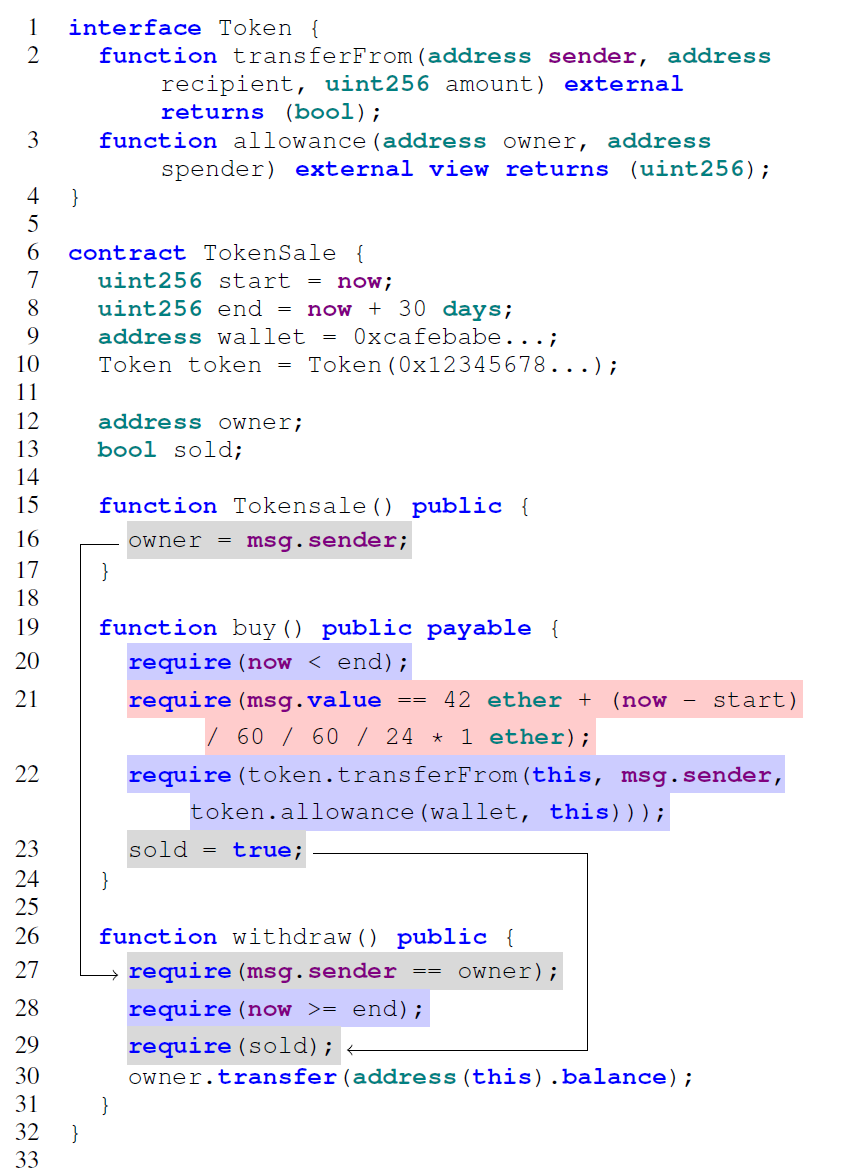 1 interface Token {
2 function transferFrom(address sender, address
recipient, uint256 amount) external
returns (bool);
3 function allowance(address owner, address
spender) external view returns (uint256);
4 }
5
6 contract TokenSale {
7 uint256 start = now;
8 uint256 end = now + 30 days;
9 address wallet = 0xcafebabe...;
10 Token token = Token(0x12345678...);
11
12 address owner;
13 bool sold;
14
15 function Tokensale() public {
16 owner = msg.sender;
17 }
18
19 function buy() public payable {
20 require(now < end);
21 require(msg.value == 42 ether + (now - start)
/ 60 / 60 / 24 * 1 ether);
22 require(token.transferFrom(this, msg.sender,
token.allowance(wallet, this)));
23 sold = true;
24 }
25
26 function withdraw() public {
27 require(msg.sender == owner);
28 require(now >= end);
29 require(sold);
30 owner.transfer(address(this).balance);
31 }
32 }
33